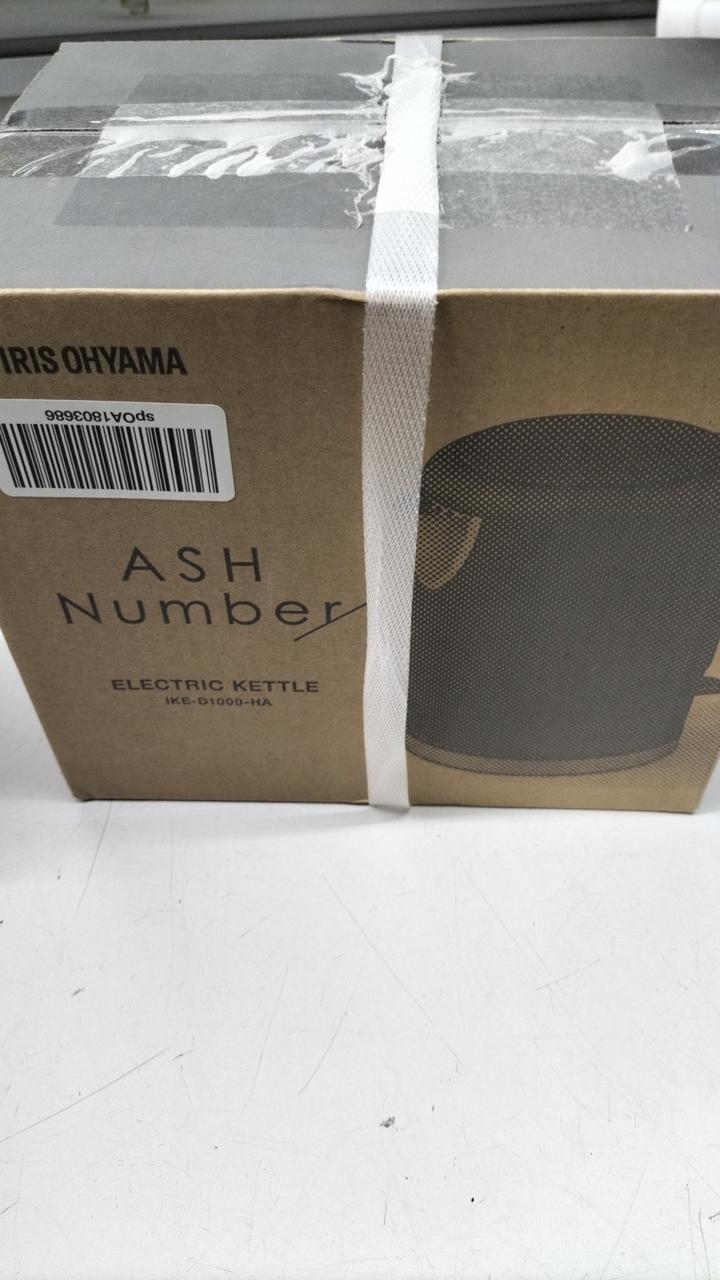 IRIS OHYAMA
spOA1803686
ASH
Number
ELECTRIC KETTLE
IKE-D1000-HA